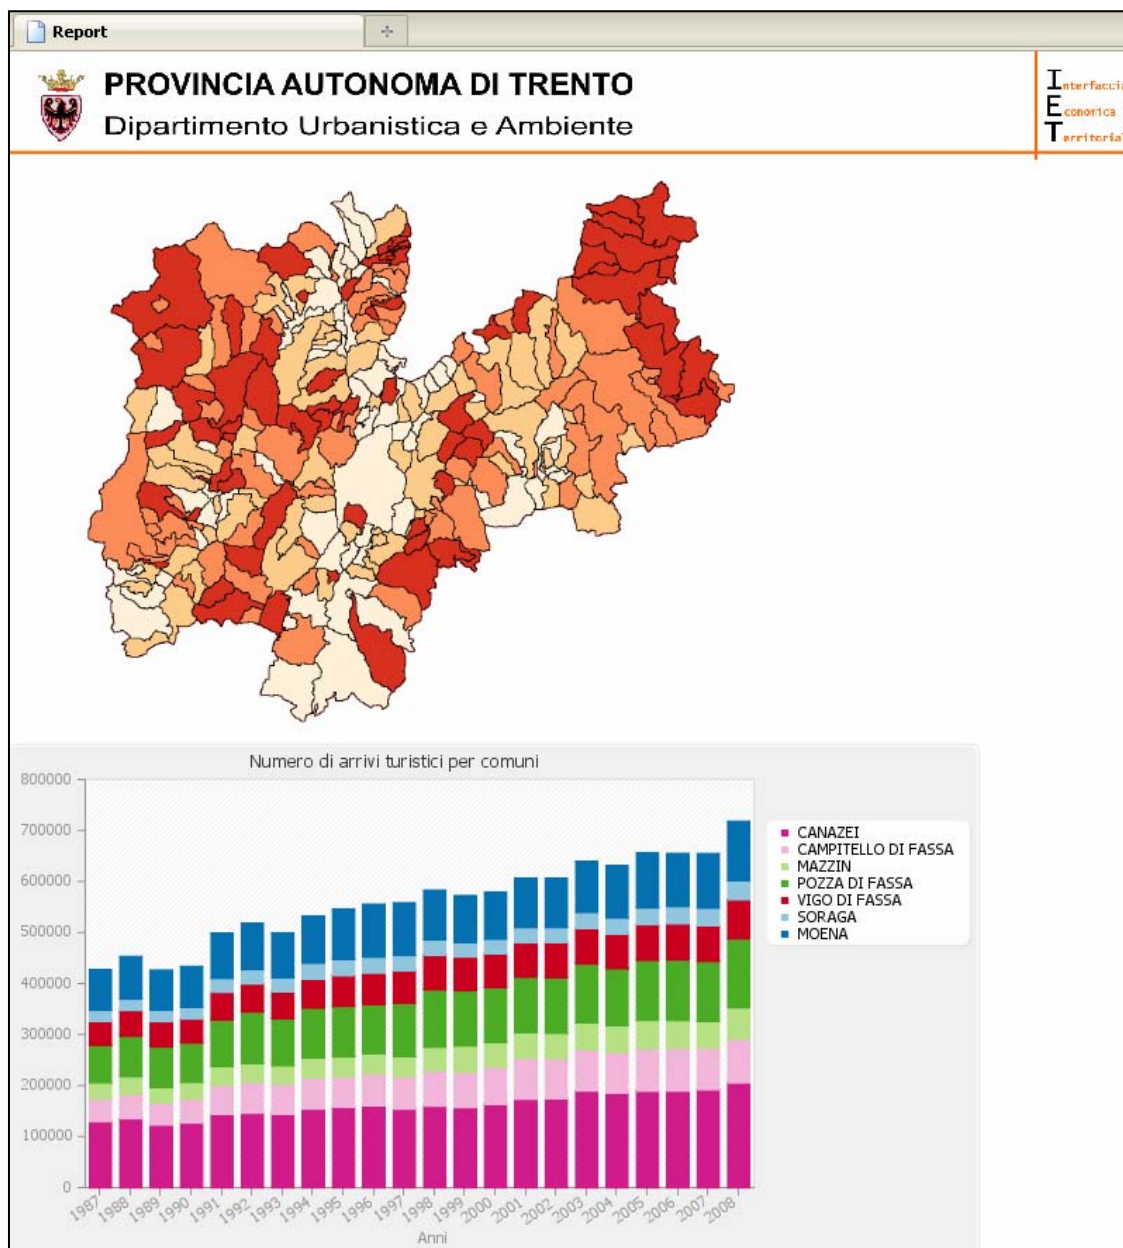 Report
PROVINCIA AUTONOMA DI TRENTO
Dipartimento Urbanistica e Ambiente
Interfaccia
Economica
Territorial
Numero di arrivi turistici per comuni
800000
700000
600000
500000
400000
300000
200000
100000
0
CANAZEI
CAMPITELLO DI FASSA
MAZZIN
POZZA DI FASSA
VIGO DI FASSA
SORAGA
MOENA
1987 1988 1989 1990 1991 1992 1993 1994 1995 1996 1997 1998 1999 2000 2001 2002 2003 2004 2005 2006 2007 2008
Anni